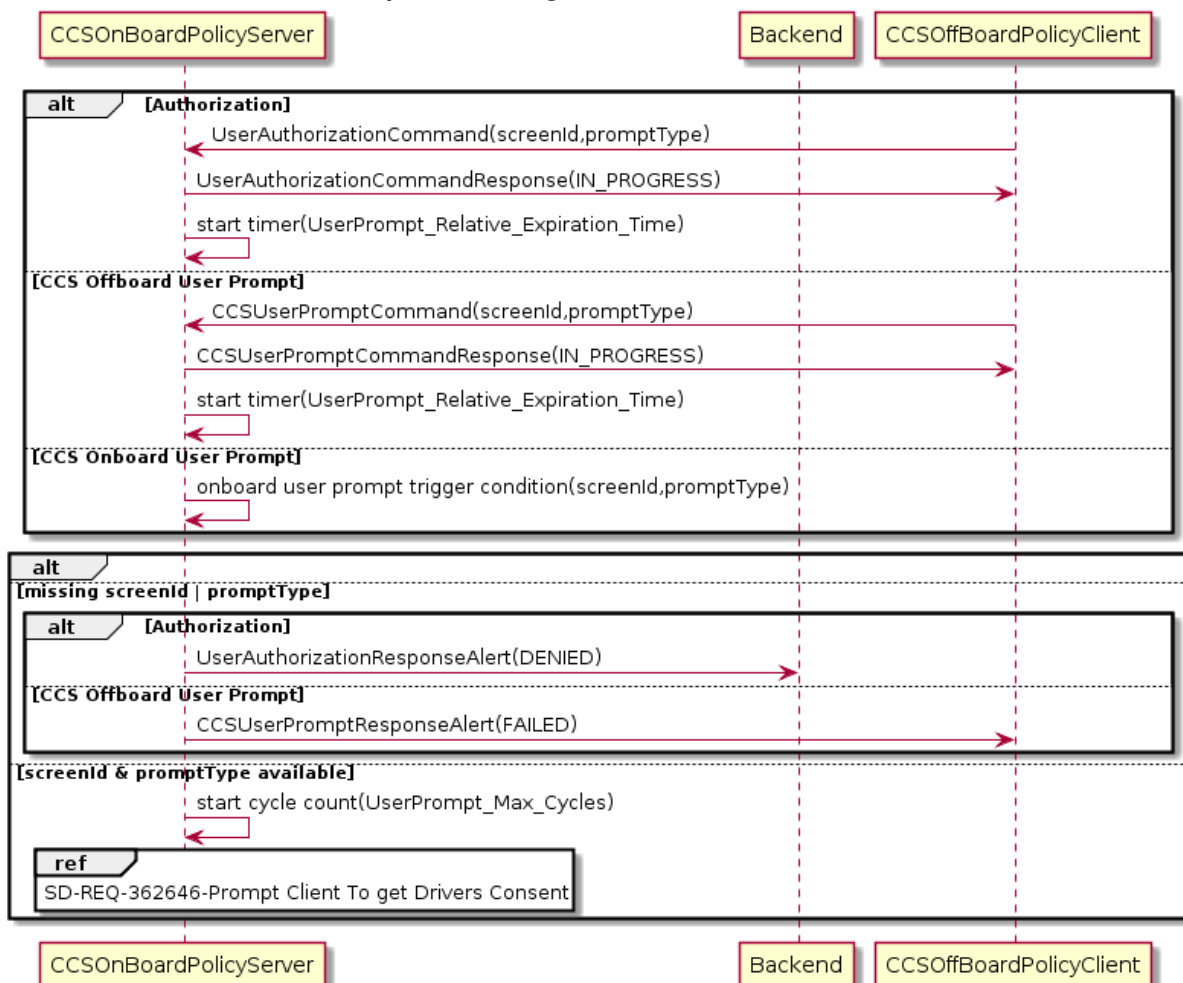 CCSOnBoardPolicyServer
Backend
CCSOffBoardPolicyClient
alt
[Authorization]
UserAuthorizationCommand(screenId,promptType)
UserAuthorizationCommandResponse(IN_PROGRESS)
start timer(UserPrompt_Relative_Expiration_Time)
[CCS Offboard User Prompt]
CCSUserPromptCommand(screenId,promptType)
CCSUserPromptCommandResponse(IN_PROGRESS)
start timer(UserPrompt_Relative_Expiration_Time)
[CCS Onboard User Prompt]
onboard user prompt trigger condition(screenId,promptType)
alt
[missing screenId | promptType]
alt
[Authorization]
UserAuthorizationResponseAlert(DENIED)
[CCS Offboard User Prompt]
CCSUserPromptResponseAlert(FAILED)
[screenId & promptType available]
start cycle count(UserPrompt_Max_Cycles)
ref
SD-REQ-362646-Prompt Client To get Drivers Consent
CCSOnBoardPolicyServer
Backend
CCSOffBoardPolicyClient